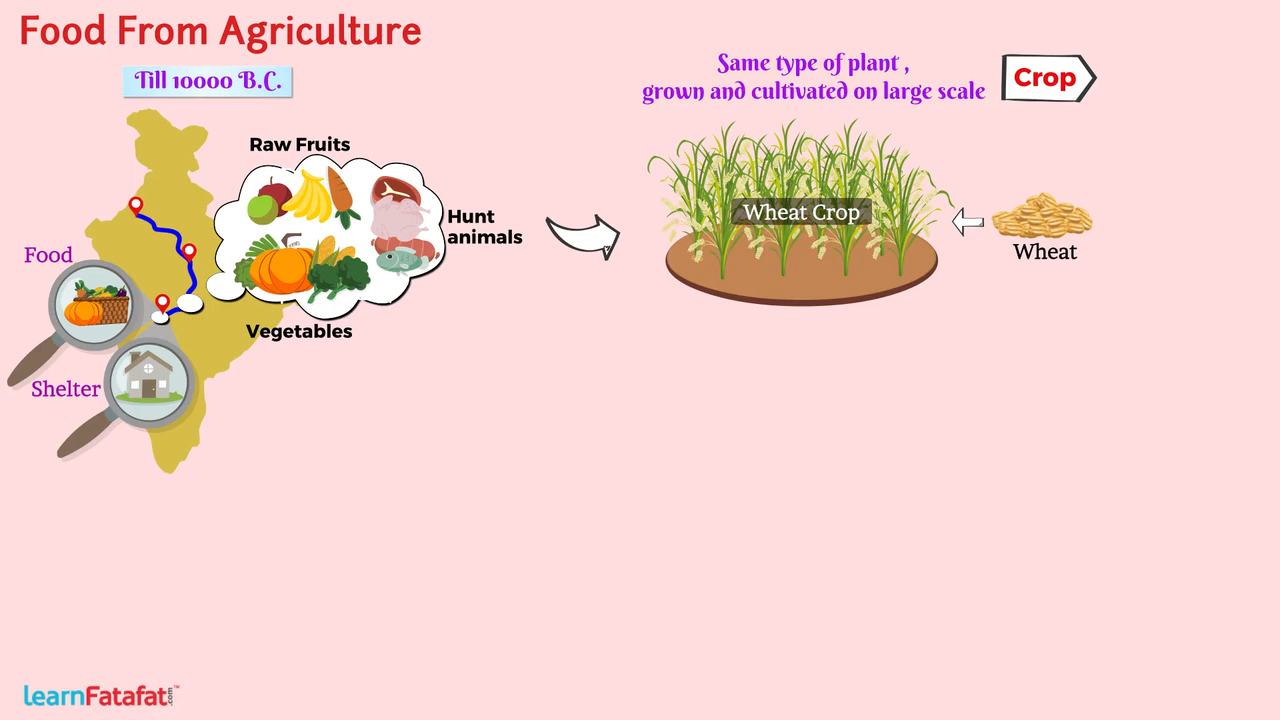 Food From Agriculture
Till 10000 B.C.
Raw Fruits
Hunt
animals
Vegetables
Food
Shelter
Same type of plant ,
grown and cultivated on large scale
Crop
Wheat Crop
Wheat
learnFatafat.com™